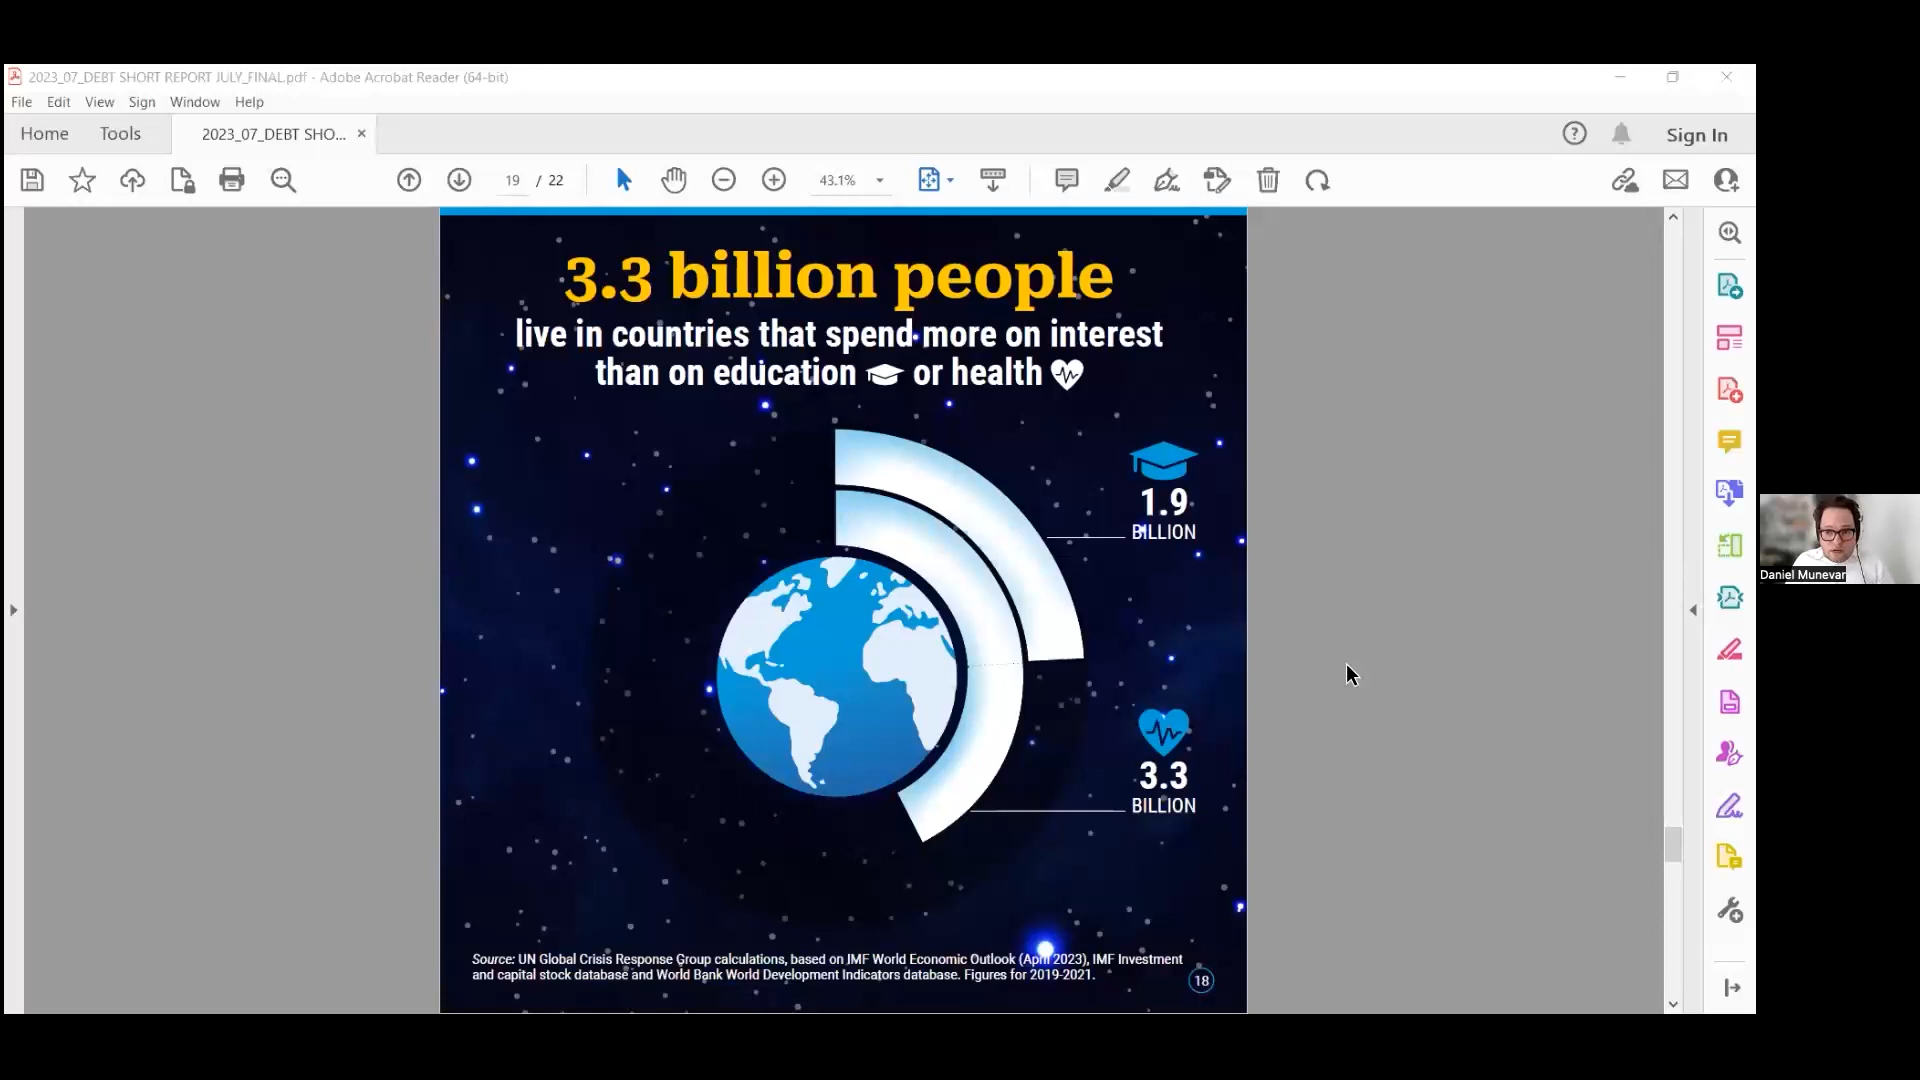 2023_07_DEBT SHORT REPORT JULY_FINAL.pdf - Adobe Acrobat Reader (64-bit)
File Edit View Sign Window Help
Home Tools 2023_07_DEBT SHO... Sign In
19 / 22 43.1%
3.3 billion people
live in countries that spend more on interest
than on education or health
1.9
BILLION
3.3
BILLION
Daniel Munevar
Source: UN Global Crisis Response Group calculations, based on IMF World Economic Outlook (April 2023), IMF Investment
and capital stock database and World Bank World Development Indicators database. Figures for 2019-2021.
18